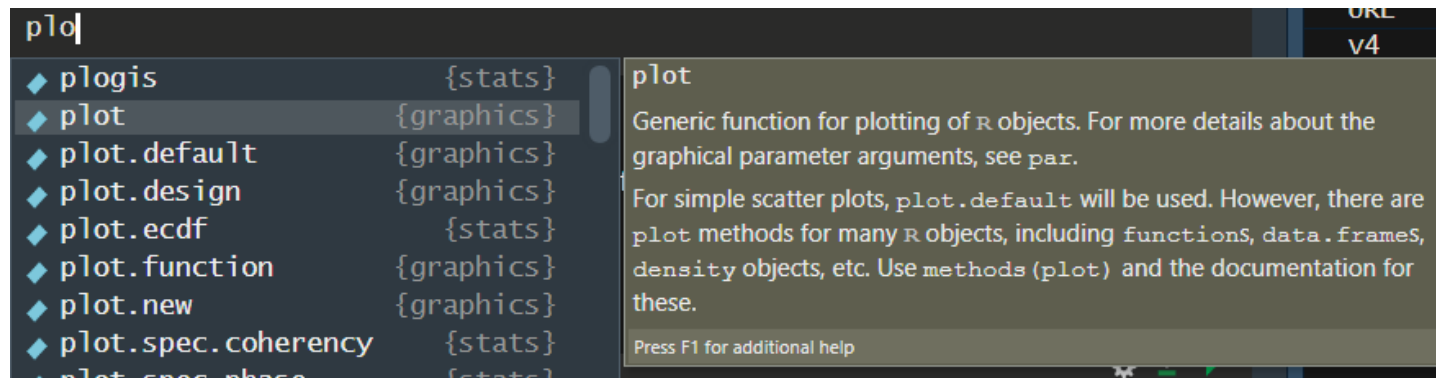 plo
URL
v4
plogis {stats}
plot {graphics}
plot.default {graphics}
plot.design {graphics}
plot.ecdf {stats}
plot.function {graphics}
plot.new {graphics}
plot.spec.coherency {stats}
plot.spec.phase {stats}
plot
Generic function for plotting of R objects. For more details about the
graphical parameter arguments, see par.
For simple scatter plots, plot.default will be used. However, there are
plot methods for many R objects, including functions, data.frames,
density objects, etc. Use methods(plot) and the documentation for
these.
Press F1 for additional help